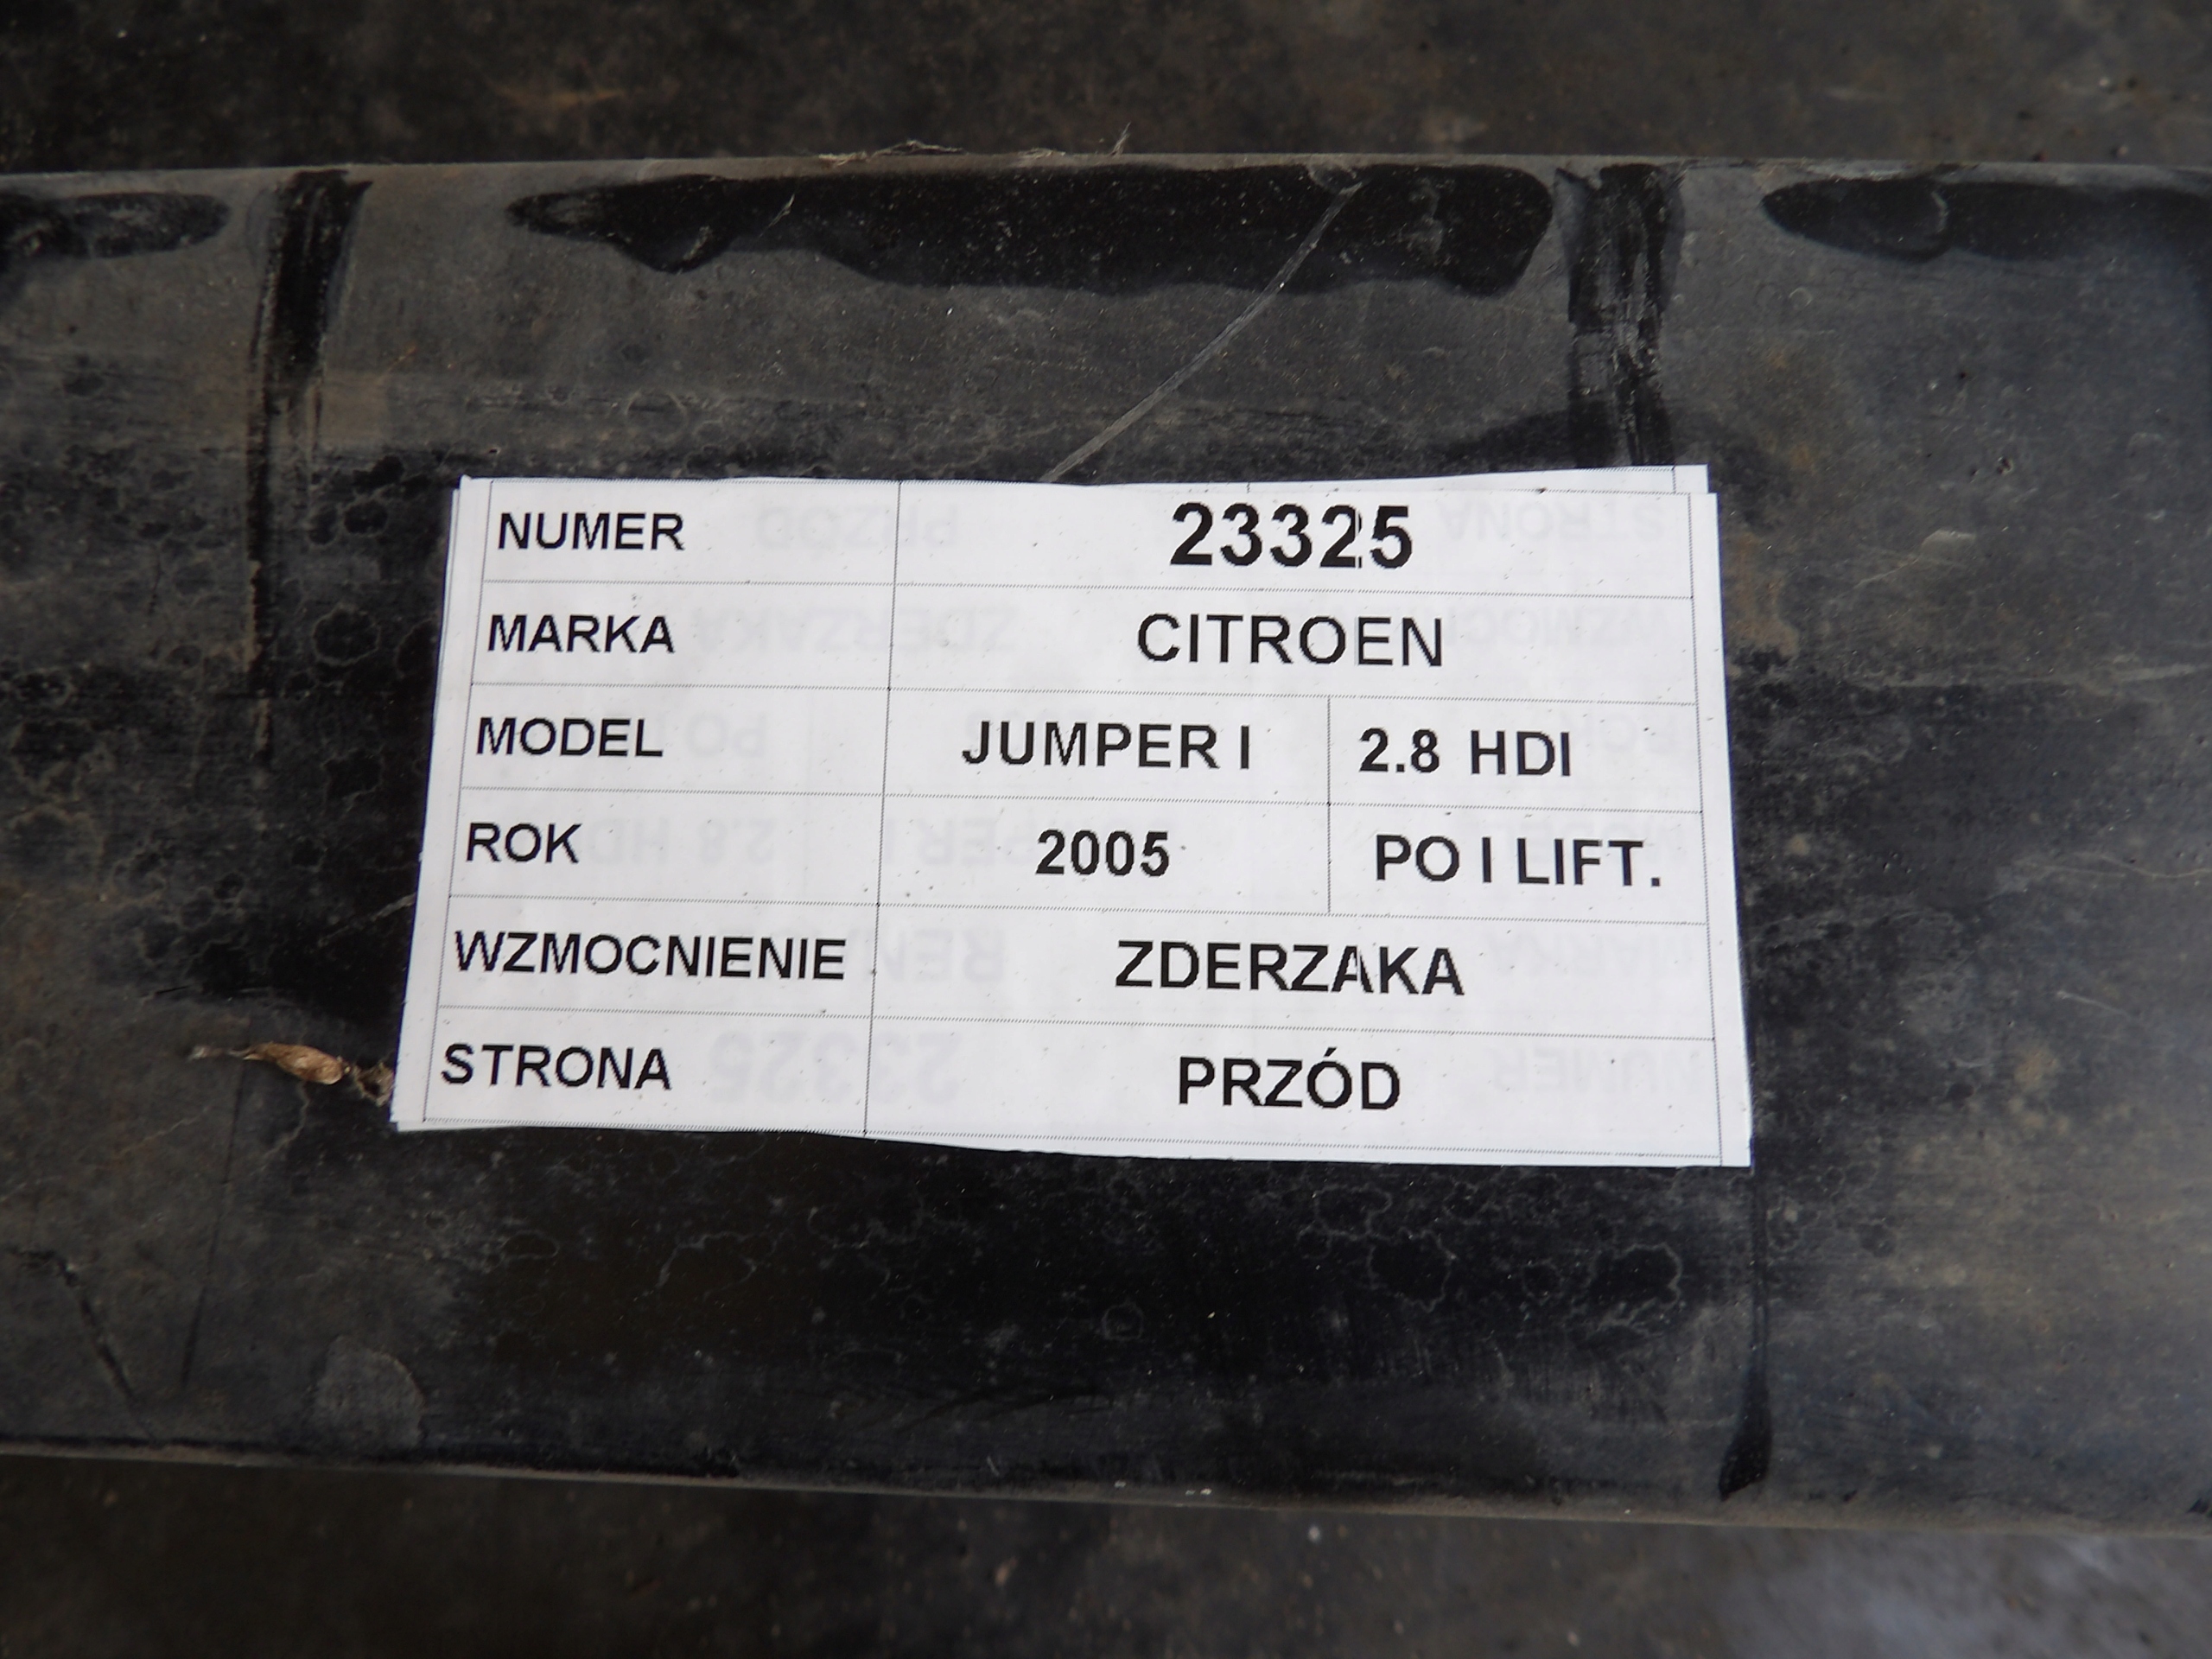 NUMER 23325
MARKA CITROEN
MODEL JUMPER I 2.8 HDI
ROK 2005 PO I LIFT.
WZMOCNIENIE ZDERZAKA
STRONA PRZÓD